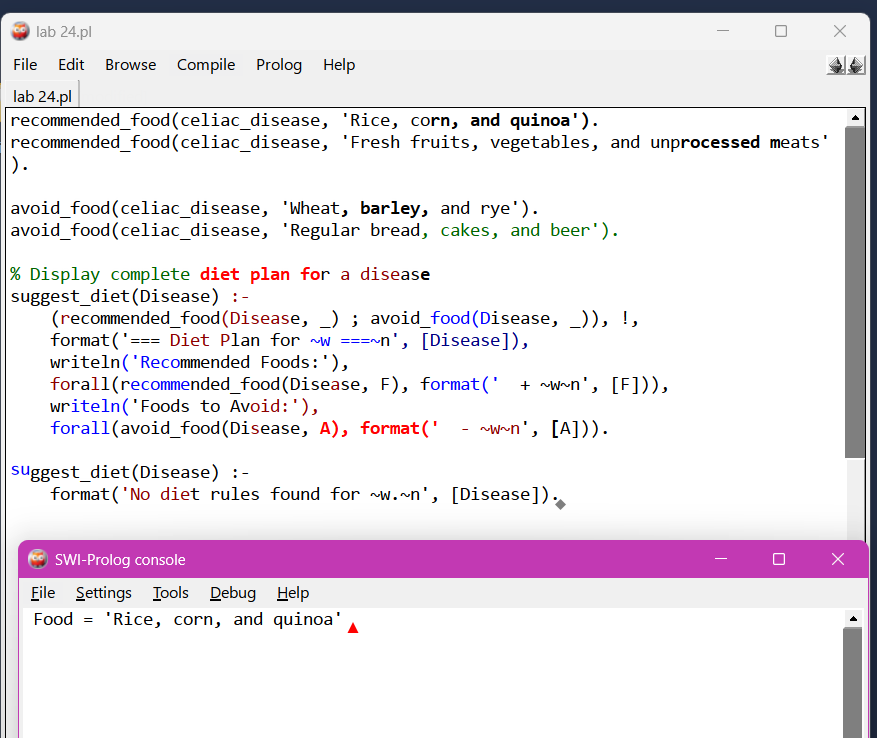 lab 24.pl
File Edit Browse Compile Prolog Help
lab 24.pl
recommended_food(celiac_disease, 'Rice, corn, and quinoa').
recommended_food(celiac_disease, 'Fresh fruits, vegetables, and unprocessed meats'
).
avoid_food(celiac_disease, 'Wheat, barley, and rye').
avoid_food(celiac_disease, 'Regular bread, cakes, and beer').
% Display complete diet plan for a disease
suggest_diet(Disease) :-
    (recommended_food(Disease, _) ; avoid_food(Disease, _)), !,
    format('=== Diet Plan for ~w ===~n', [Disease]),
    writeln('Recommended Foods:'),
    forall(recommended_food(Disease, F), format('  + ~w~n', [F])),
    writeln('Foods to Avoid:'),
    forall(avoid_food(Disease, A), format('  - ~w~n', [A])).
suggest_diet(Disease) :-
    format('No diet rules found for ~w.~n', [Disease]).
SWI-Prolog console
File Settings Tools Debug Help
Food = 'Rice, corn, and quinoa'